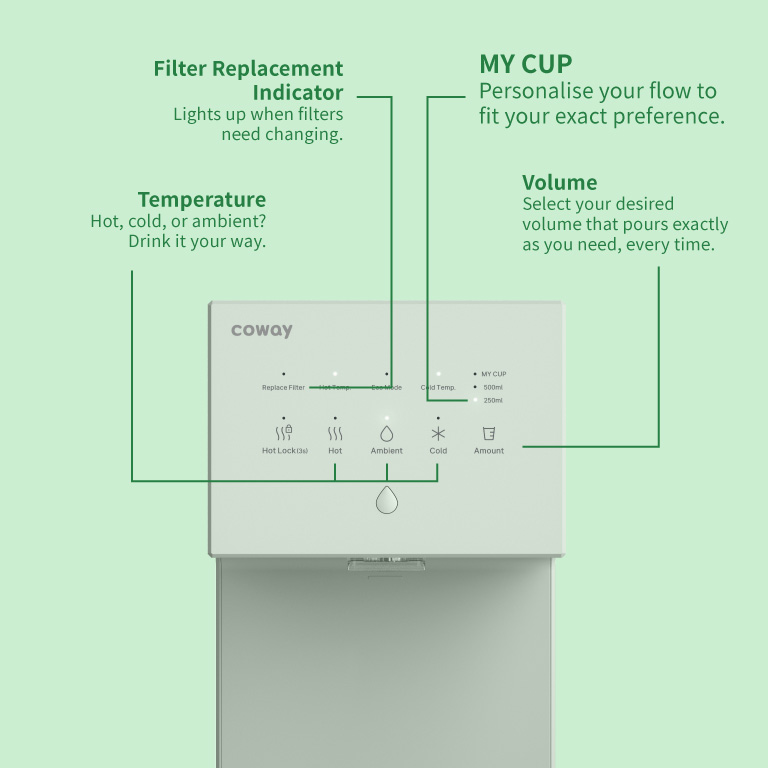 Filter Replacement
Indicator
Lights up when filters
need changing.
MY CUP
Personalise your flow to
fit your exact preference.
Temperature
Hot, cold, or ambient?
Drink it your way.
Volume
Select your desired
volume that pours exactly
as you need, every time.
coway
MY CUP
Replace Filter Hot Temp. Eco Mode Cold Temp. 500ml
250ml
Hot Lock(3s) Hot Ambient Cold Amount